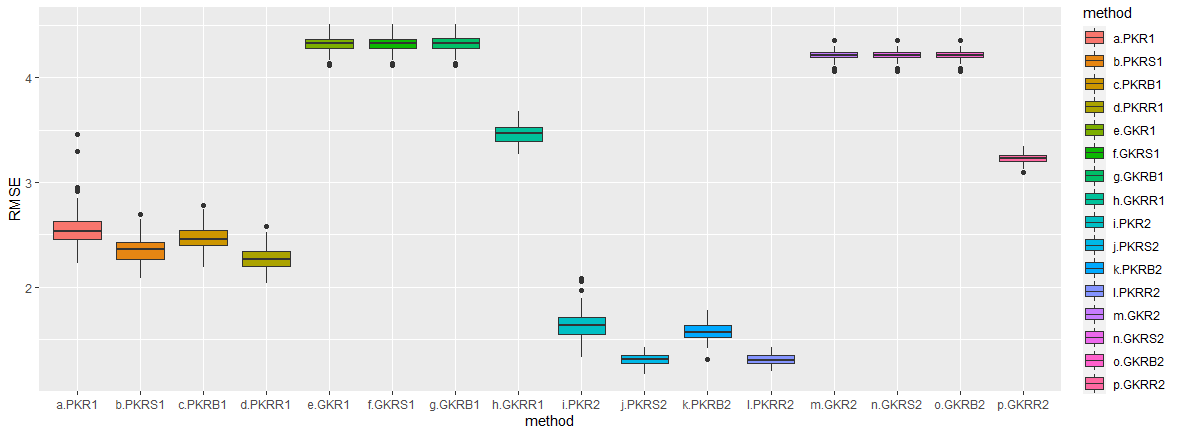 RMSE
4
3
2
a.PKR1 b.PKRS1 c.PKRB1 d.PKRR1 e.GKR1 f.GKRS1 g.GKRB1 h.GKRR1 i.PKR2 j.PKRS2 k.PKRB2 l.PKRR2 m.GKR2 n.GKRS2 o.GKRB2 p.GKRR2
method
method
a.PKR1
b.PKRS1
c.PKRB1
d.PKRR1
e.GKR1
f.GKRS1
g.GKRB1
h.GKRR1
i.PKR2
j.PKRS2
k.PKRB2
l.PKRR2
m.GKR2
n.GKRS2
o.GKRB2
p.GKRR2